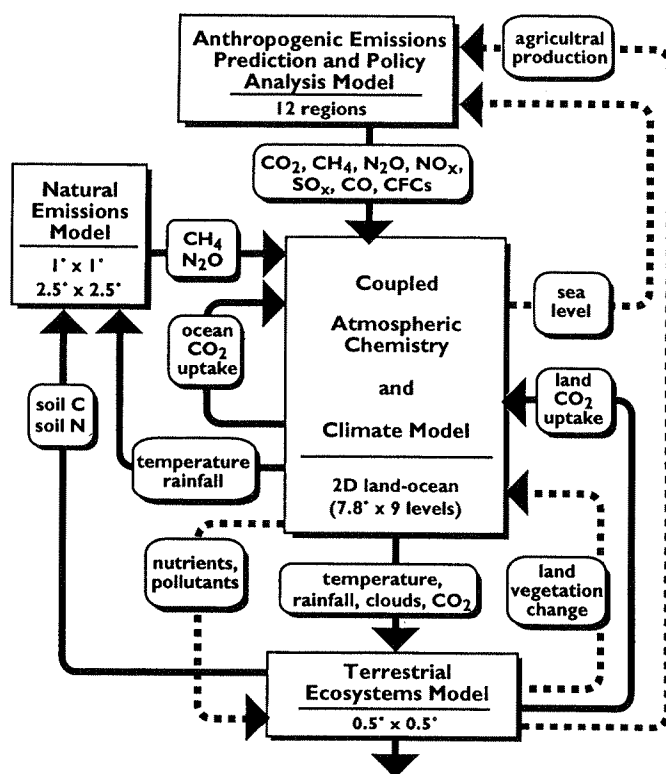 Anthropogenic Emissions
Prediction and Policy
Analysis Model
12 regions
agricultral
production
CO2, CH4, N2O, NOx,
SOx, CO, CFCs
Natural
Emissions
Model
1° x 1°
2.5° x 2.5°
CH4
N2O
Coupled
Atmospheric
Chemistry
and
Climate Model
2D land-ocean
(7.8° x 9 levels)
sea
level
ocean
CO2
uptake
land
CO2
uptake
soil C
soil N
temperature
rainfall
nutrients,
pollutants
temperature,
rainfall, clouds, CO2
land
vegetation
change
Terrestrial
Ecosystems Model
0.5° x 0.5°